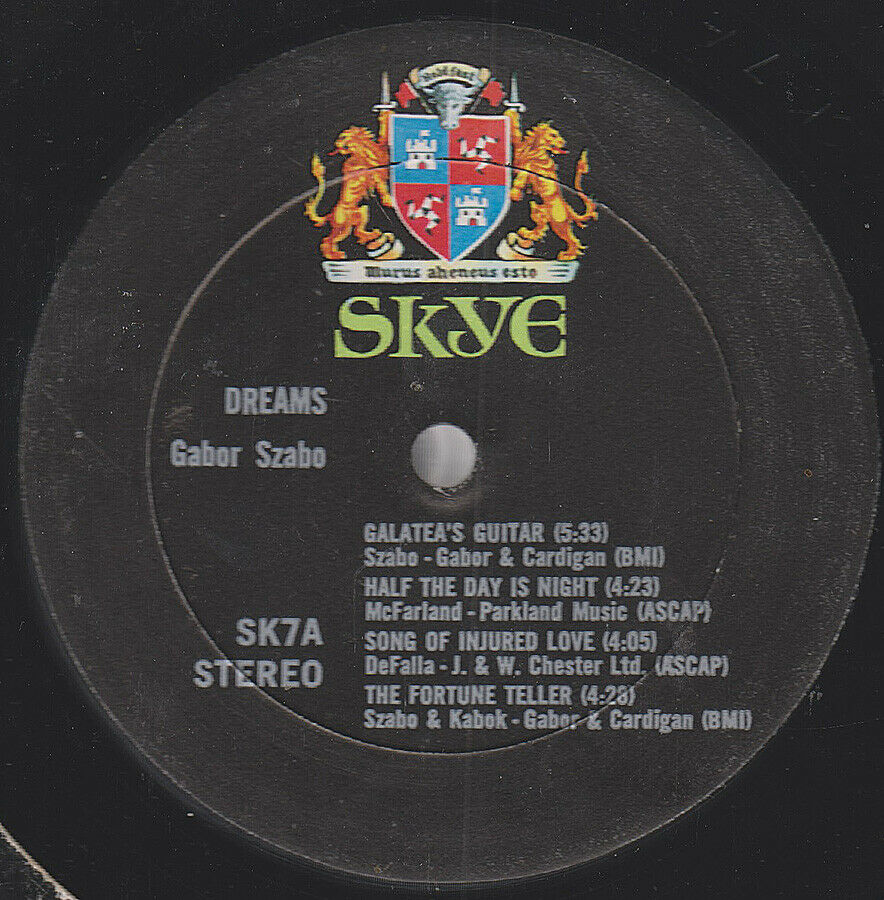 Hold Fast
Murus aheneus esto
SKYE
DREAMS
Gabor Szabo
GALATEA'S GUITAR (5:33)
Szabo - Gabor & Cardigan (BMI)
HALF THE DAY IS NIGHT (4:23)
McFarland - Parkland Music (ASCAP)
SONG OF INJURED LOVE (4:05)
DeFalla - J. & W. Chester Ltd. (ASCAP)
THE FORTUNE TELLER (4:28)
Szabo & Kabok - Gabor & Cardigan (BMI)
SK7A
STEREO